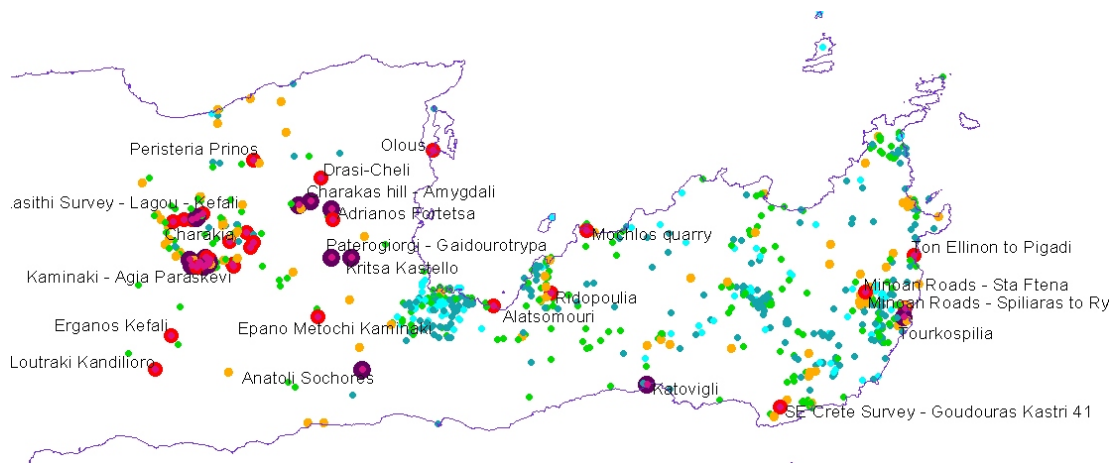 Olous
Peristeria Prinos
Drasi-Cheli
Charakas hill - Amygdali
.asithi Survey - Lagou - Kefali
Adrianos Fortetsa
Charakia
Mochlos quarry
Paterogiorgi - Gaidourotrypa
Ton Ellinon to Pigadi
Kritsa Kastello
Kaminaki - Agia Paraskevi
Minoan Roads - Sta Ftena
Ridopoulia
Minoan Roads - Spiliaras to Ry
Alatsomouri
Erganos Kefali
Epano Metochi Kaminaki
Tourkospilia
Loutraki Kandilioro
Anatoli Sochores
Katovigli
SE Crete Survey - Goudouras Kastri 41